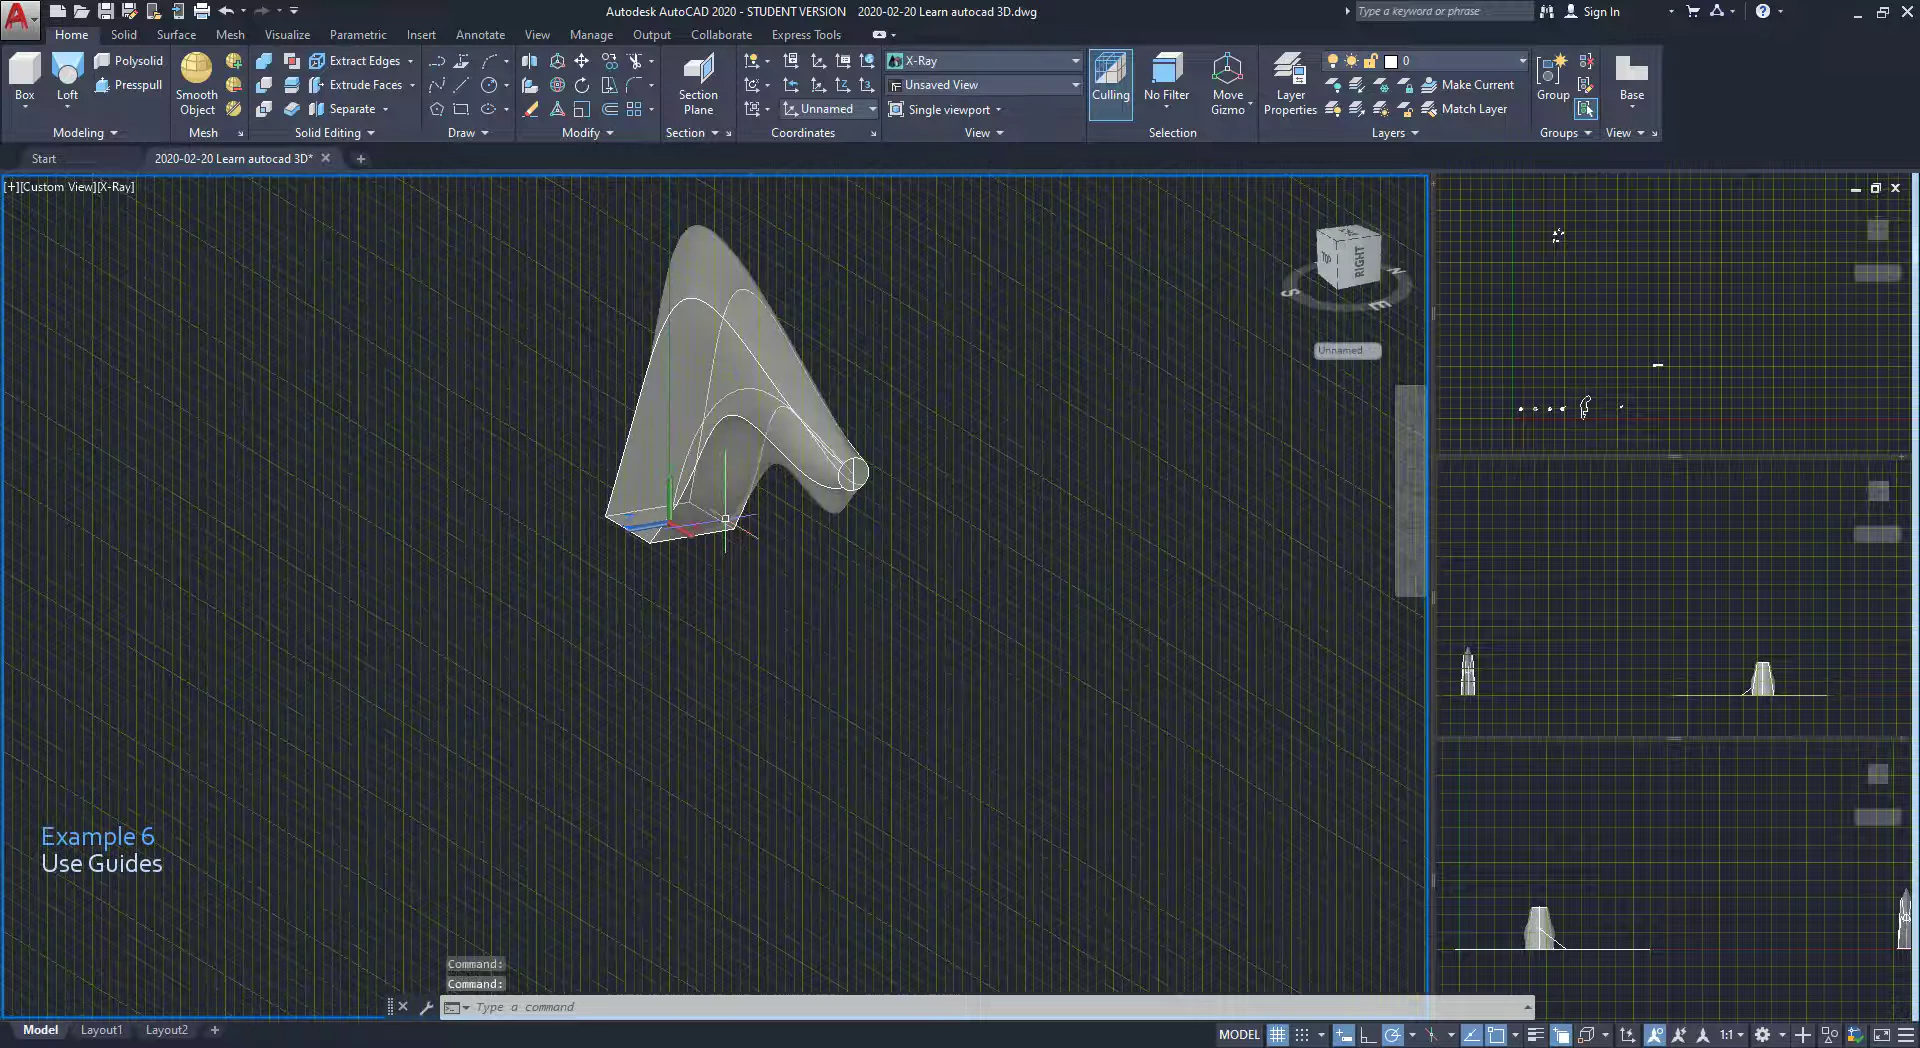 Autodesk AutoCAD 2020 - STUDENT VERSION 2020-02-20 Learn autocad 3D.dwg
Type a keyword or phrase
Sign In
Home Solid Surface Mesh Visualize Parametric Insert Annotate View Manage Output Collaborate Express Tools
Box
Loft
Polysolid
Presspull
Modeling
Smooth
Object
Mesh
Extract Edges
Extrude Faces
Separate
Solid Editing
Draw
Modify
Section
Plane
Section
Unnamed
Coordinates
X-Ray
Unsaved View
Single viewport
View
Culling
No Filter
Move
Gizmo
Selection
Layer
Properties
0
Make Current
Match Layer
Layers
Group
Groups
Base
View
Start
2020-02-20 Learn autocad 3D*
[+][Custom View][X-Ray]
TOP
RIGHT
N
S
E
Unnamed
Example 6
Use Guides
Command:
Command:
Type a command
Model Layout1 Layout2
MODEL
1:1